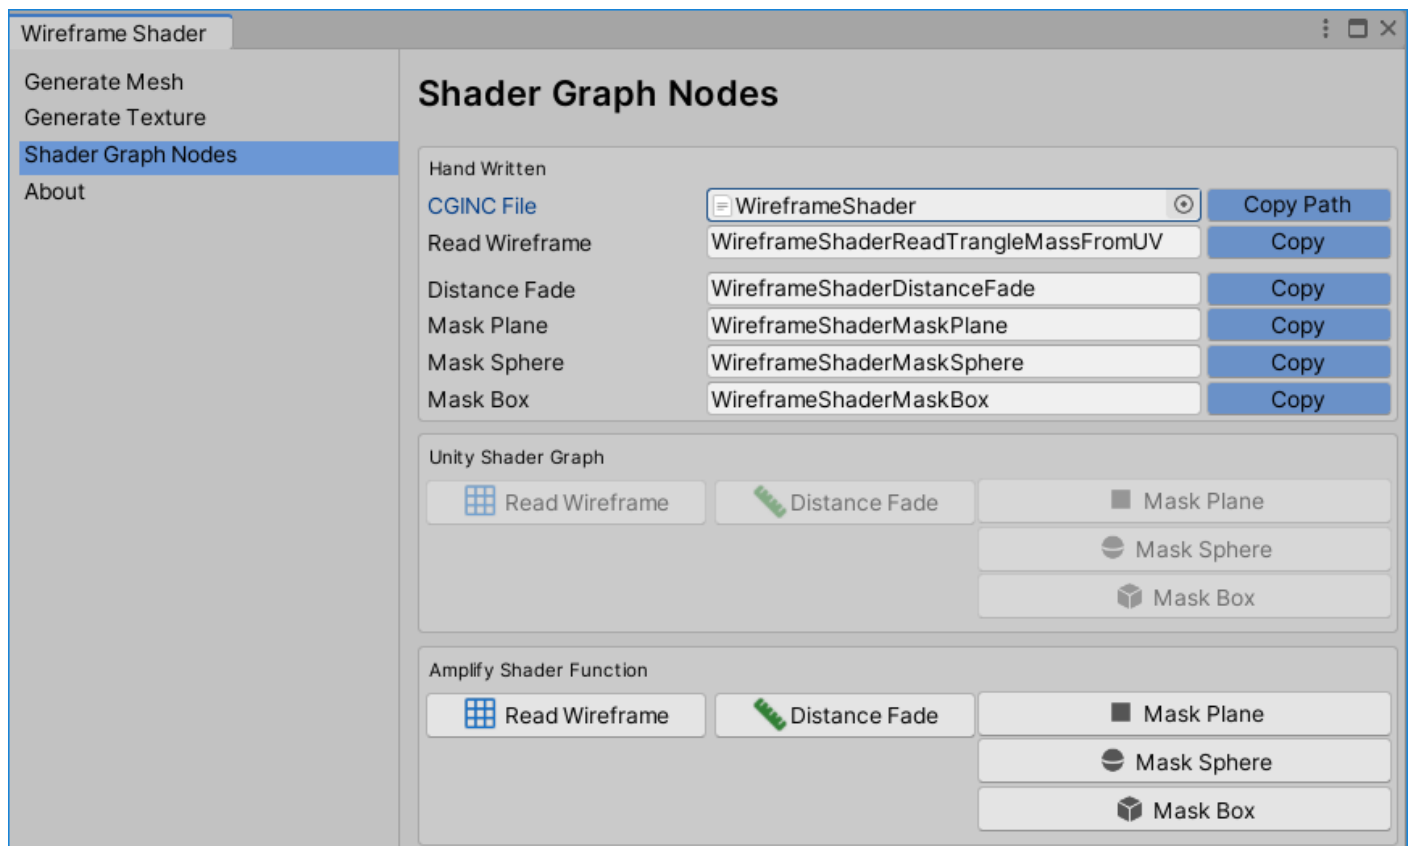 Wireframe Shader
Generate Mesh
Generate Texture
Shader Graph Nodes
About
Shader Graph Nodes
Hand Written
CGINC File WireframeShader Copy Path
Read Wireframe WireframeShaderReadTrangleMassFromUV Copy
Distance Fade WireframeShaderDistanceFade Copy
Mask Plane WireframeShaderMaskPlane Copy
Mask Sphere WireframeShaderMaskSphere Copy
Mask Box WireframeShaderMaskBox Copy
Unity Shader Graph
Read Wireframe Distance Fade Mask Plane
Mask Sphere
Mask Box
Amplify Shader Function
Read Wireframe Distance Fade Mask Plane
Mask Sphere
Mask Box